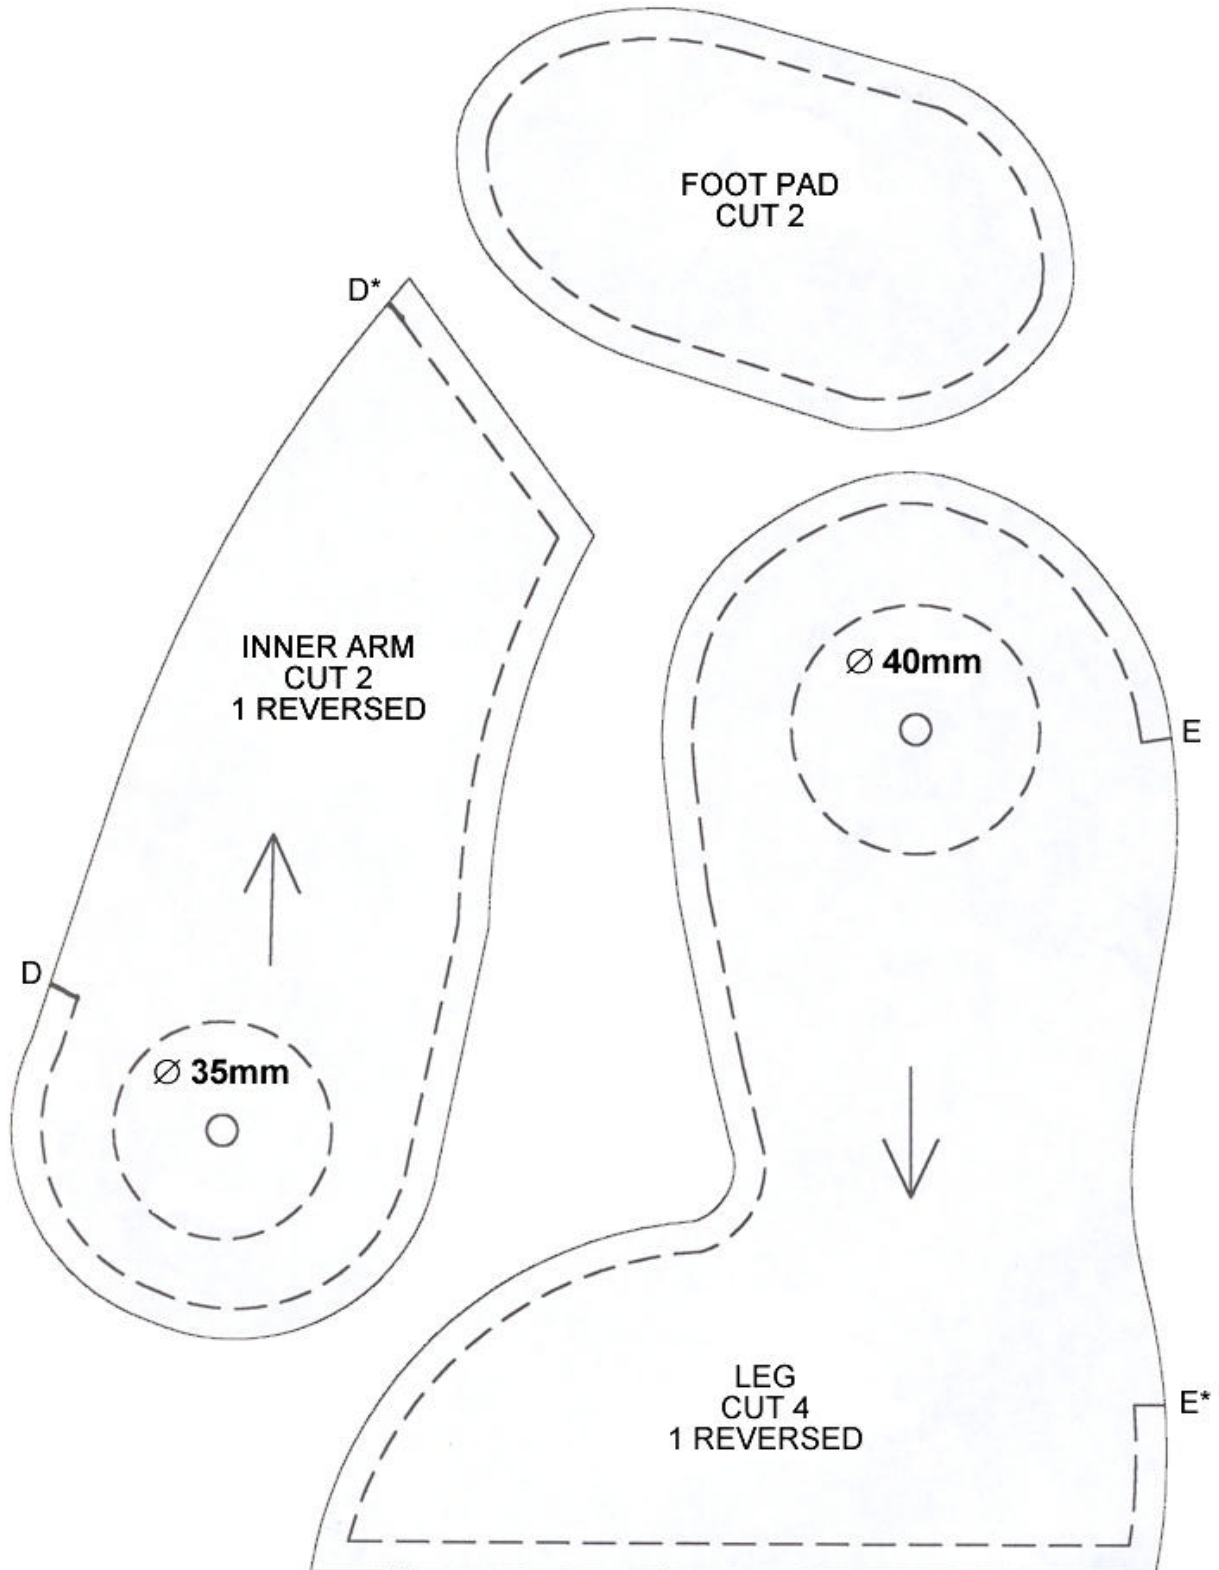 FOOT PAD
CUT 2
D*
INNER ARM
CUT 2
1 REVERSED
∅ 40mm
E
D
∅ 35mm
LEG
CUT 4
1 REVERSED
E*